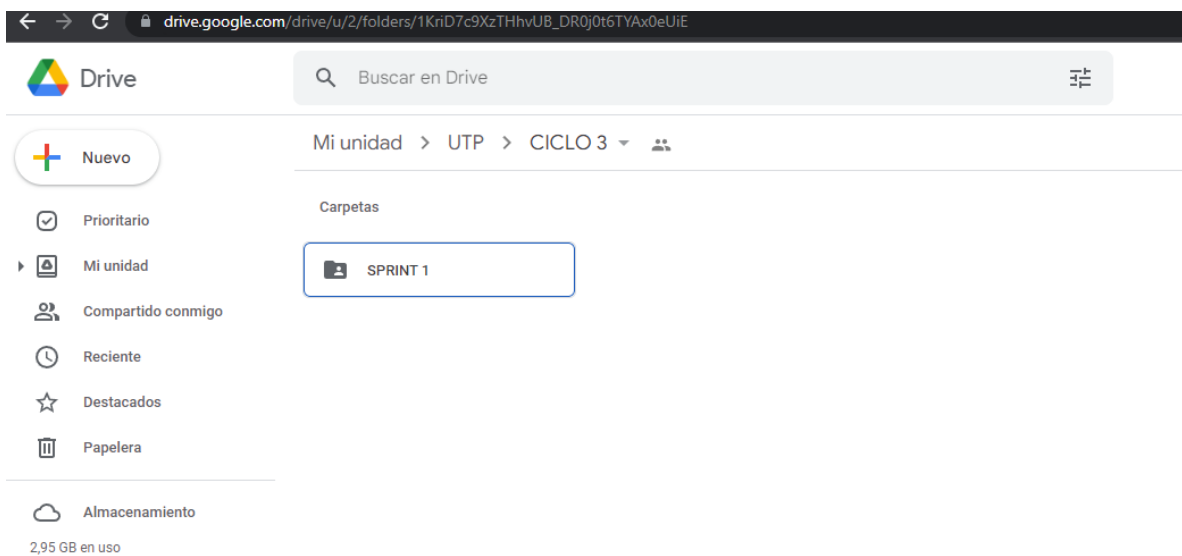 drive.google.com/drive/u/2/folders/1KriD7c9XzTHhvUB_DR0j0t6TYAx0eUiE
Drive
Buscar en Drive
Nuevo
Mi unidad > UTP > CICLO 3
Prioritario
Mi unidad
Compartido conmigo
Reciente
Destacados
Papelera
Almacenamiento
2,95 GB en uso
Carpetas
SPRINT 1